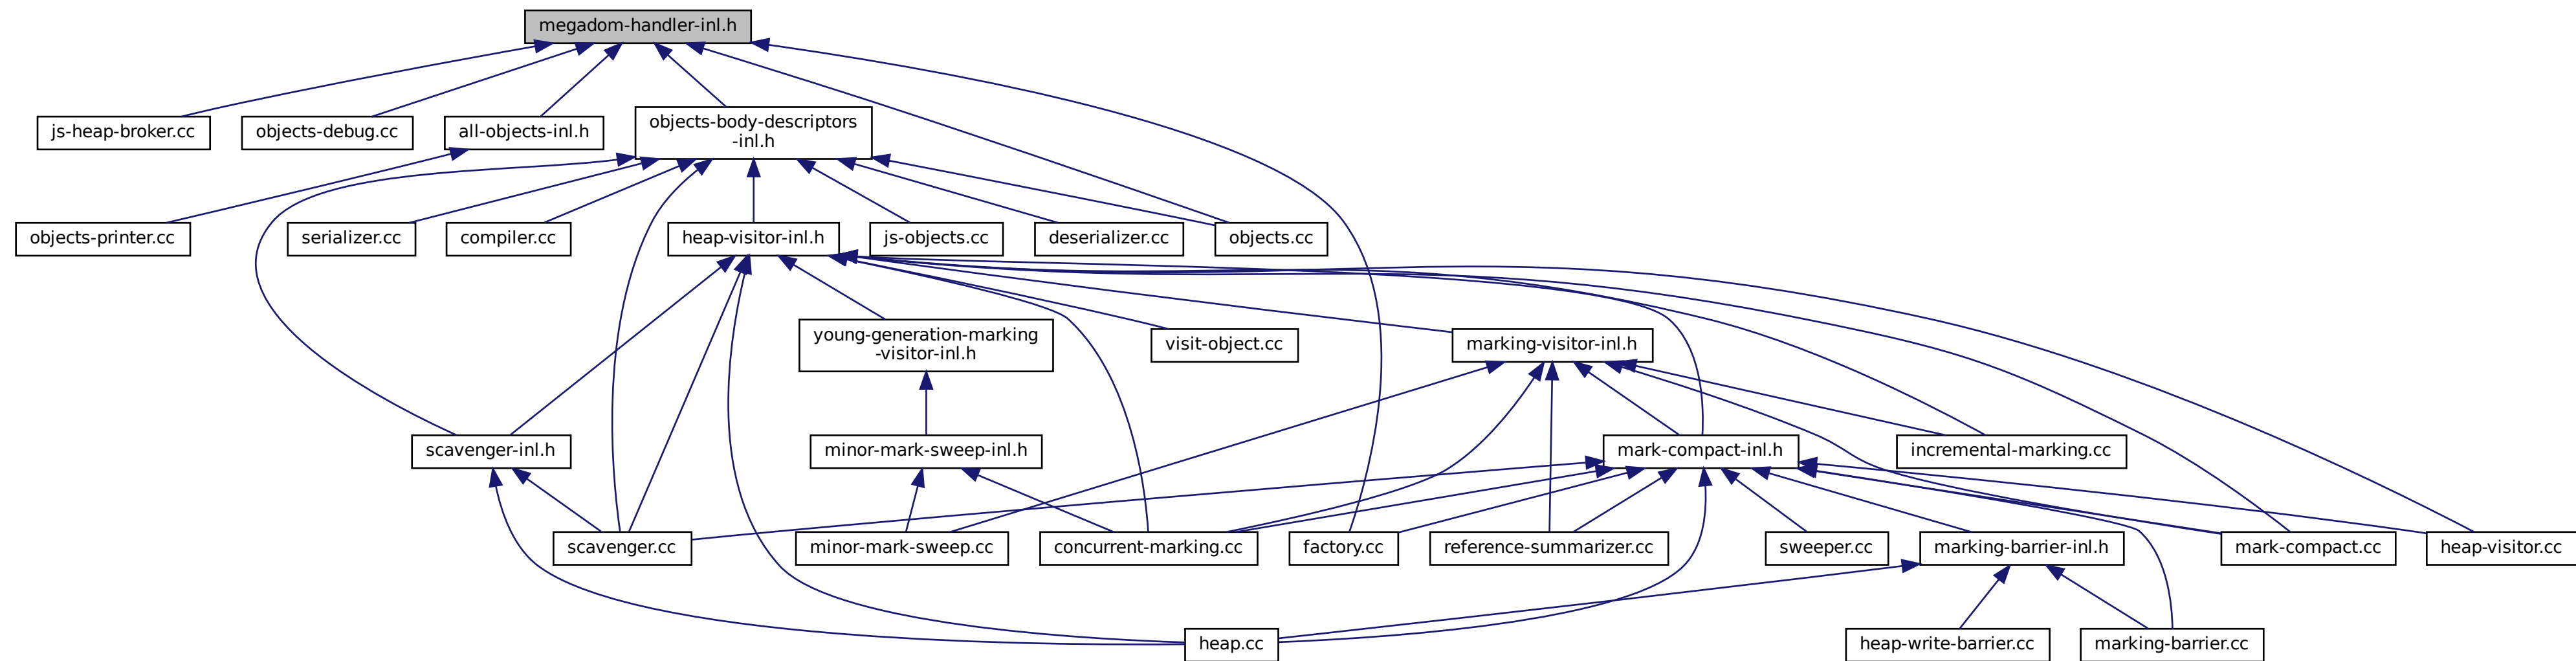 megadom-handler-inl.h
js-heap-broker.cc
objects-debug.cc
all-objects-inl.h
objects-body-descriptors
-inl.h
objects-printer.cc
serializer.cc
compiler.cc
heap-visitor-inl.h
js-objects.cc
deserializer.cc
objects.cc
young-generation-marking
-visitor-inl.h
visit-object.cc
marking-visitor-inl.h
scavenger-inl.h
minor-mark-sweep-inl.h
mark-compact-inl.h
incremental-marking.cc
scavenger.cc
minor-mark-sweep.cc
concurrent-marking.cc
factory.cc
reference-summarizer.cc
sweeper.cc
marking-barrier-inl.h
mark-compact.cc
heap-visitor.cc
heap.cc
heap-write-barrier.cc
marking-barrier.cc